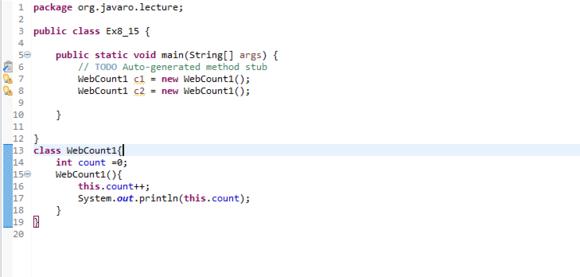 1 package org.javaro.lecture;
2
3 public class Ex8_15 {
4
5     public static void main(String[] args) {
6         // TODO Auto-generated method stub
7         WebCount1 c1 = new WebCount1();
8         WebCount1 c2 = new WebCount1();
9
10     }
11
12 }
13 class WebCount1{
14     int count =0;
15     WebCount1(){
16         this.count++;
17         System.out.println(this.count);
18     }
19 }
20